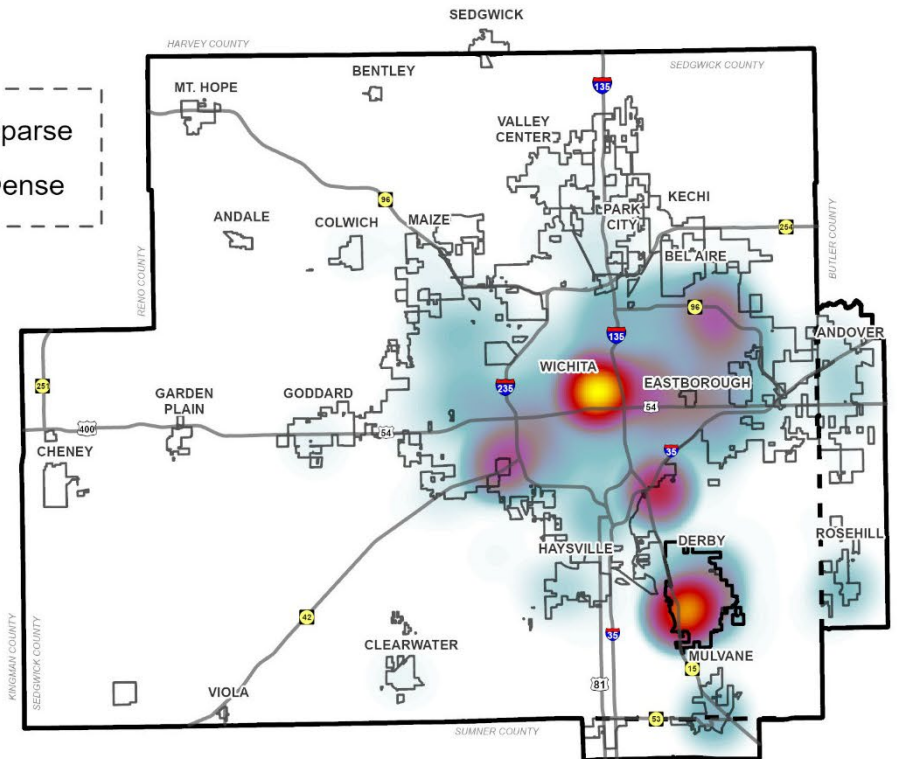 SEDGWICK
HARVEY COUNTY
SEDGWICK COUNTY
BENTLEY
MT. HOPE
135
parse
ense
VALLEY
CENTER
96
KECHI
PARK
CITY
ANDALE
COLWICH
MAIZE
254
BEL AIRE
RENO COUNTY
BUTLER COUNTY
96
135
ANDOVER
WICHITA
235
EASTBOROUGH
251
GARDEN
PLAIN
GODDARD
54
400
54
CHENEY
35
HAYSVILLE
DERBY
ROSEHILL
42
KINGMAN COUNTY
SEDGWICK COUNTY
35
CLEARWATER
MULVANE
15
81
VIOLA
53
SUMNER COUNTY